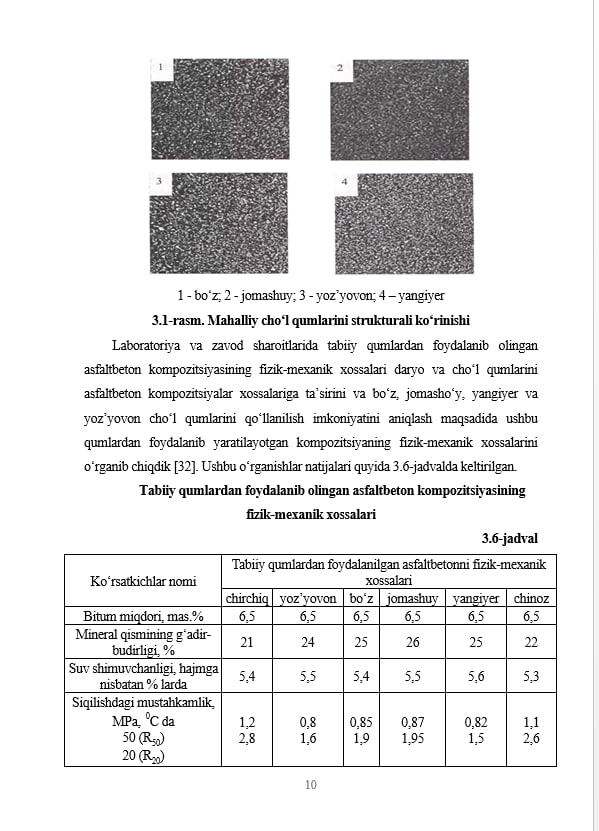 1
2
3
4
1 - bo‘z; 2 - jomashuy; 3 - yoz’yovon; 4 – yangiyer
3.1-rasm. Mahalliy cho‘l qumlarini strukturali ko‘rinishi
Laboratoriya va zavod sharoitlarida tabiiy qumlardan foydalanib olingan
asfaltbeton kompozitsiyasining fizik-mexanik xossalari daryo va cho‘l qumlarini
asfaltbeton kompozitsiyalar xossalariga ta’sirini va bo‘z, jomasho‘y, yangiyer va
yoz’yovon cho‘l qumlarini qo‘llanilish imkoniyatini aniqlash maqsadida ushbu
qumlardan foydalanib yaratilayotgan kompozitsiyaning fizik-mexanik xossalarini
o‘rganib chiqdik [32]. Ushbu o‘rganishlar natijalari quyida 3.6-jadvalda keltirilgan.
Tabiiy qumlardan foydalanib olingan asfaltbeton kompozitsiyasining
fizik-mexanik xossalari
3.6-jadval
Ko‘rsatkichlar nomi
Tabiiy qumlardan foydalanilgan asfaltbetonni fizik-mexanik
xossalari
chirchiq yoz’yovon bo‘z jomashuy yangiyer chinoz
Bitum miqdori, mas.% 6,5 6,5 6,5 6,5 6,5 6,5
Mineral qismining g‘adir-
budirligi, % 21 24 25 26 25 22
Suv shimuvchanligi, hajmga
nisbatan % larda 5,4 5,5 5,4 5,5 5,6 5,3
Siqilishdagi mustahkamlik,
MPa, ⁰C da 1,2 0,8 0,85 0,87 0,82 1,1
50 (R₅₀) 2,8 1,6 1,9 1,95 1,5 2,6
20 (R₂₀)
10